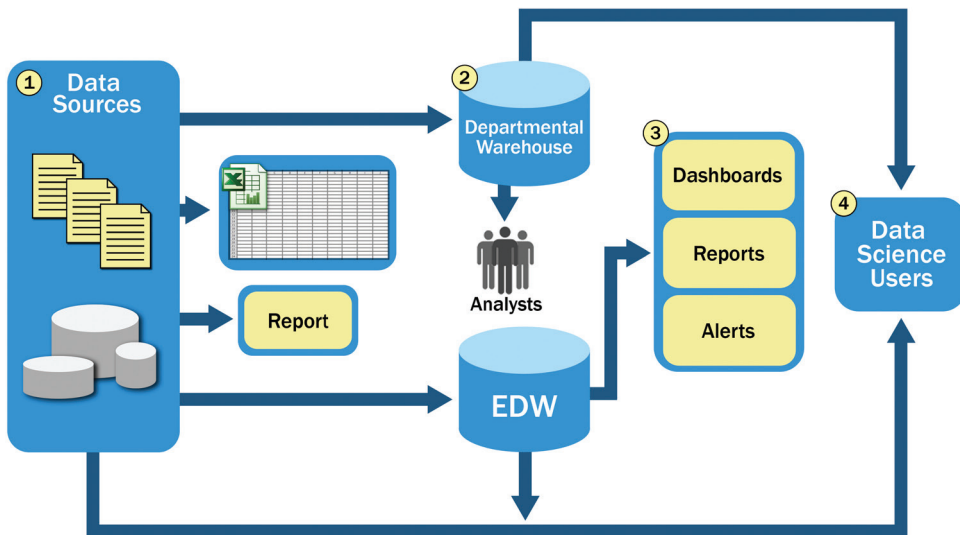 1
Data
Sources
X
Report
2
Departmental
Warehouse
Analysts
EDW
3
Dashboards
Reports
Alerts
4
Data
Science
Users